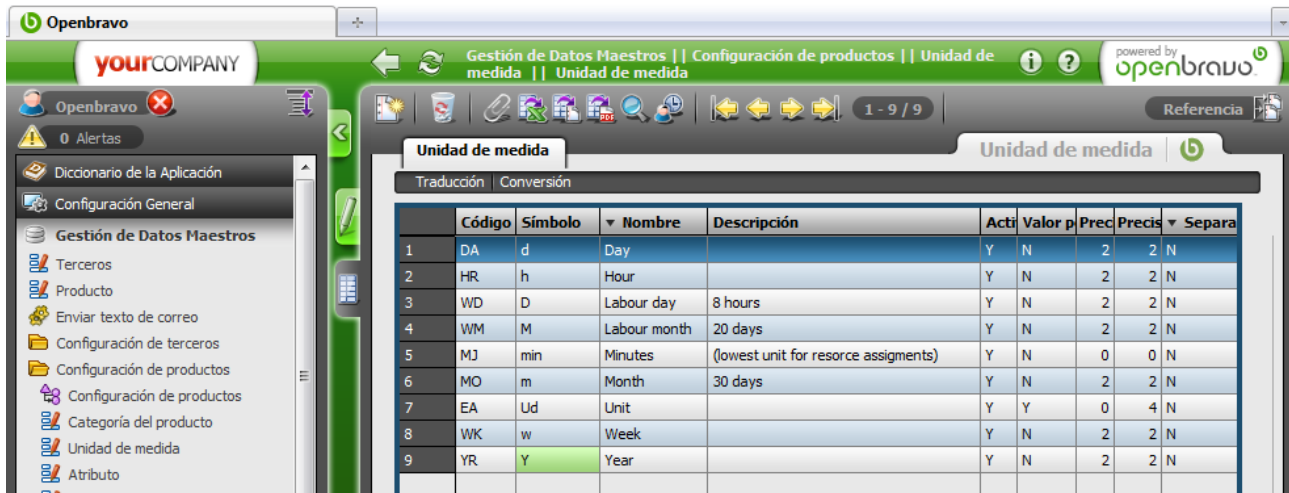 Openbravo
yourCOMPANY
Gestión de Datos Maestros || Configuración de productos || Unidad de
medida || Unidad de medida
powered by
openbravo
Openbravo
1 - 9 / 9
Referencia
0 Alertas
Unidad de medida
Unidad de medida
Traducción Conversión
Diccionario de la Aplicación
Configuración General
Gestión de Datos Maestros
Terceros
Producto
Enviar texto de correo
Configuración de terceros
Configuración de productos
Configuración de productos
Categoría del producto
Unidad de medida
Atributo
Código Símbolo Nombre Descripción Acti Valor p Prec Precis Separa
1 DA d Day Y N 2 2 N
2 HR h Hour Y N 2 2 N
3 WD D Labour day 8 hours Y N 2 2 N
4 WM M Labour month 20 days Y N 2 2 N
5 MJ min Minutes (lowest unit for resorce assigments) Y N 0 0 N
6 MO m Month 30 days Y N 2 2 N
7 EA Ud Unit Y Y 0 4 N
8 WK w Week Y N 2 2 N
9 YR Y Year Y N 2 2 N